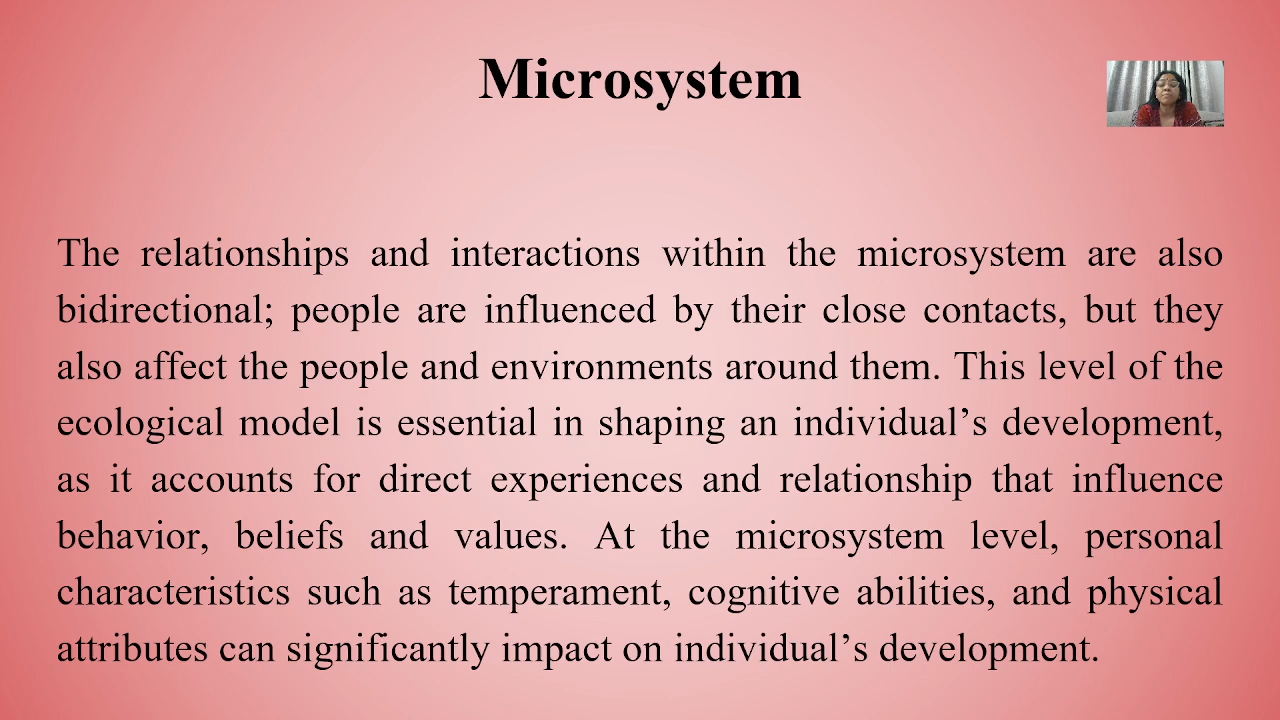 Microsystem
The relationships and interactions within the microsystem are also
bidirectional; people are influenced by their close contacts, but they
also affect the people and environments around them. This level of the
ecological model is essential in shaping an individual’s development,
as it accounts for direct experiences and relationship that influence
behavior, beliefs and values. At the microsystem level, personal
characteristics such as temperament, cognitive abilities, and physical
attributes can significantly impact on individual’s development.